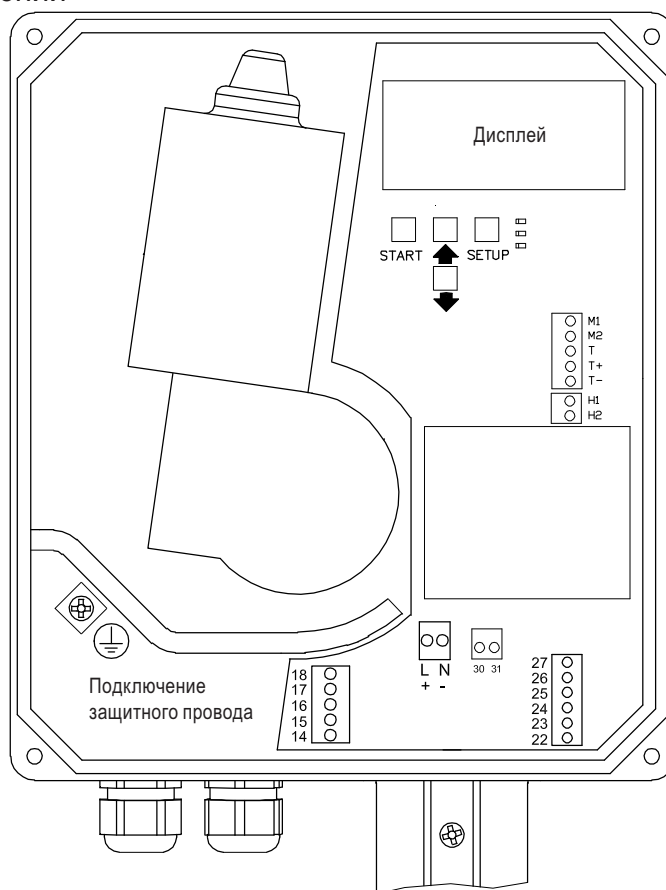 Дисплей
START
SETUP
M1
M2
T
T+
T-
H1
H2
L N
+ -
30 31
Подключение
защитного провода
18
17
16
15
14
27
26
25
24
23
22